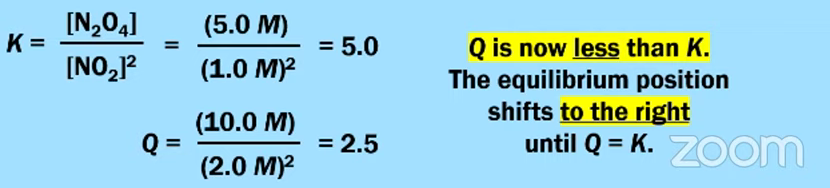 K = [N₂O₄] / [NO₂]² = (5.0 M) / (1.0 M)² = 5.0
Q = (10.0 M) / (2.0 M)² = 2.5
Q is now less than K.
The equilibrium position
shifts to the right
until Q = K.
zoom